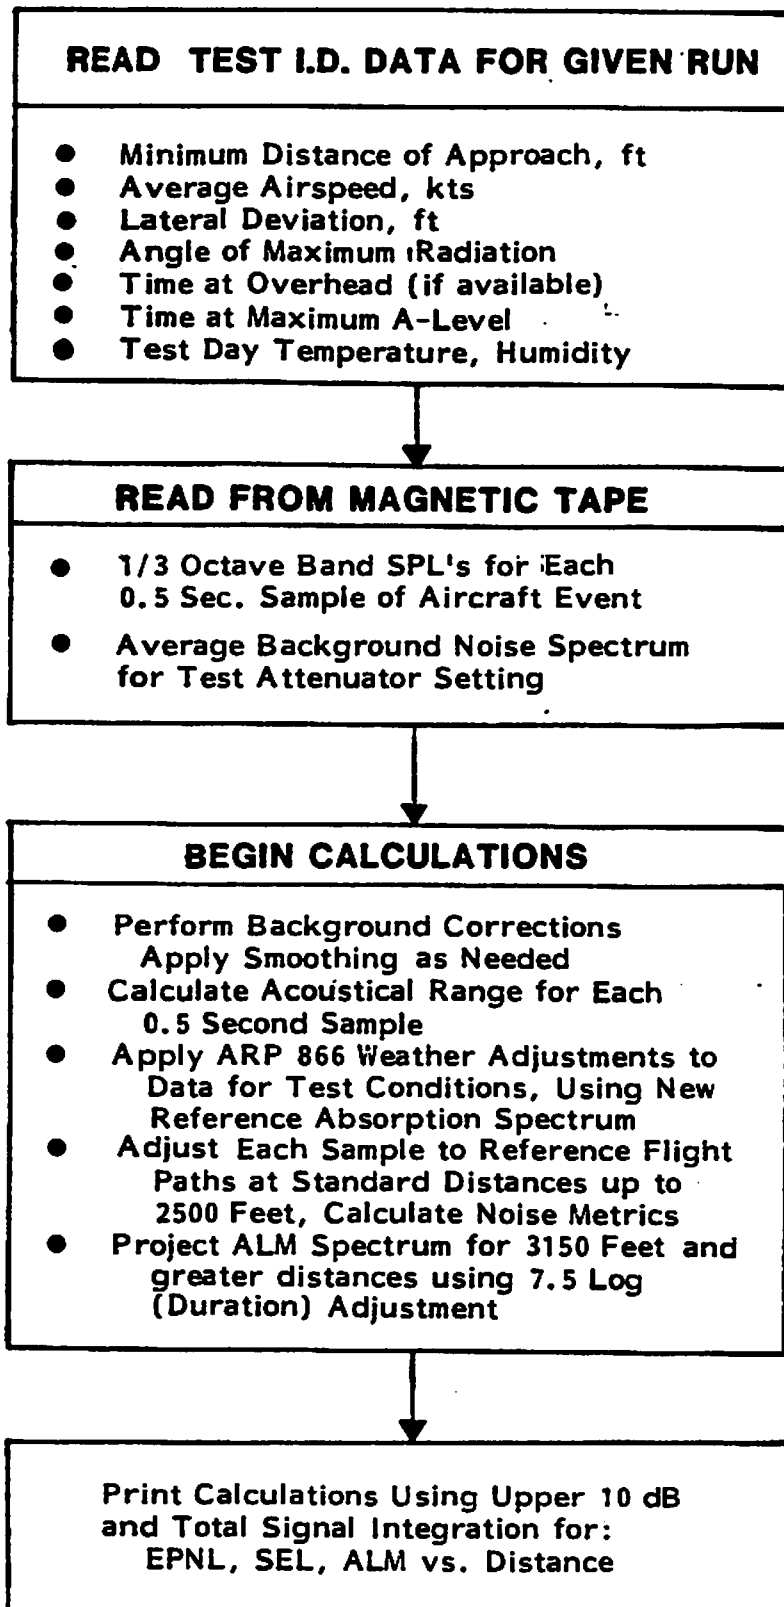 READ TEST I.D. DATA FOR GIVEN RUN
● Minimum Distance of Approach, ft
● Average Airspeed, kts
● Lateral Deviation, ft
● Angle of Maximum Radiation
● Time at Overhead (if available)
● Time at Maximum A-Level
● Test Day Temperature, Humidity
READ FROM MAGNETIC TAPE
● 1/3 Octave Band SPL's for Each
0.5 Sec. Sample of Aircraft Event
● Average Background Noise Spectrum
for Test Attenuator Setting
BEGIN CALCULATIONS
● Perform Background Corrections
Apply Smoothing as Needed
● Calculate Acoustical Range for Each
0.5 Second Sample
● Apply ARP 866 Weather Adjustments to
Data for Test Conditions, Using New
Reference Absorption Spectrum
● Adjust Each Sample to Reference Flight
Paths at Standard Distances up to
2500 Feet, Calculate Noise Metrics
● Project ALM Spectrum for 3150 Feet and
greater distances using 7.5 Log
(Duration) Adjustment
Print Calculations Using Upper 10 dB
and Total Signal Integration for:
EPNL, SEL, ALM vs. Distance